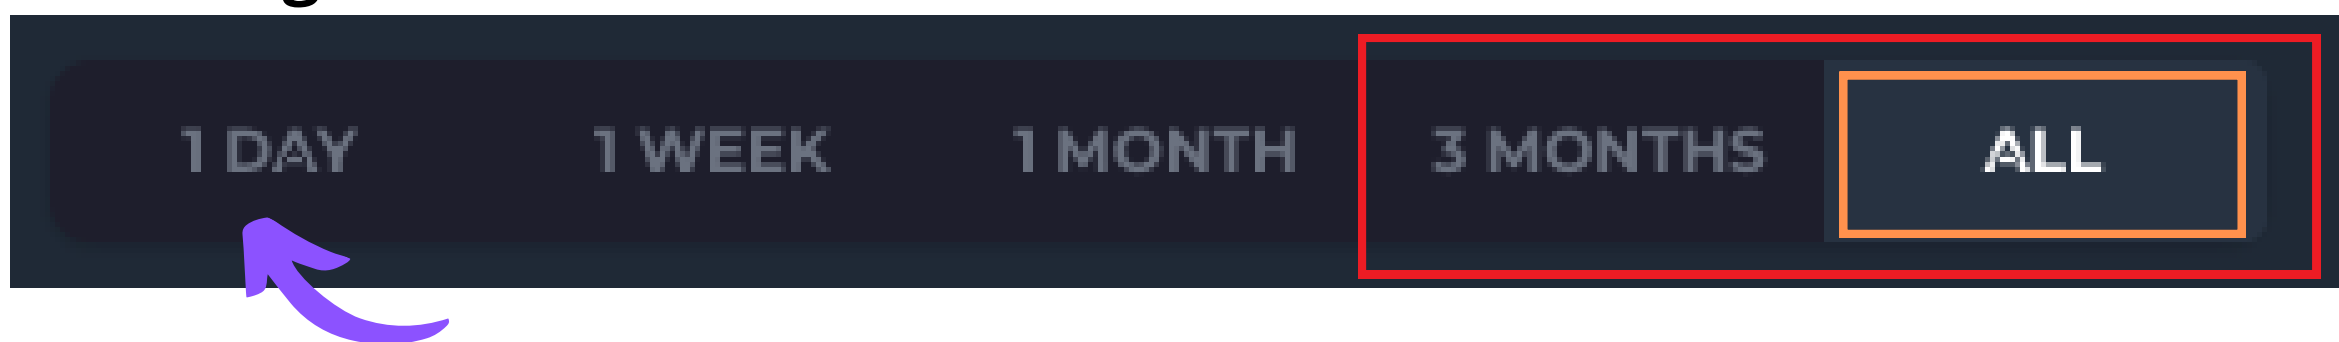 1 DAY 1 WEEK 1 MONTH 3 MONTHS ALL